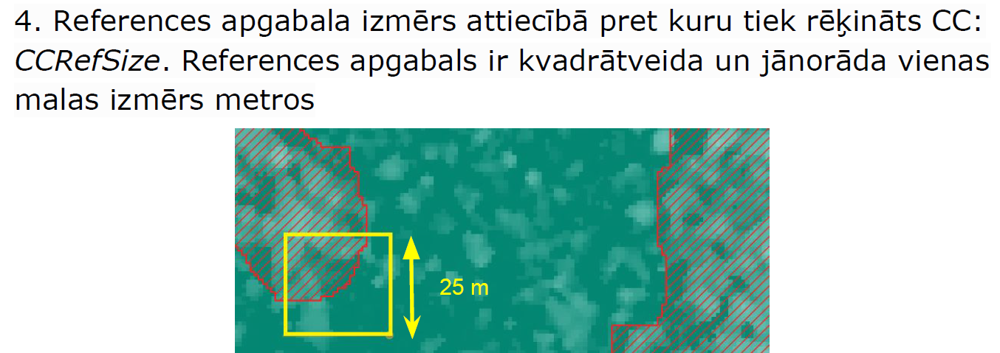 4. References apgabala izmērs attiecībā pret kuru tiek rēķināts CC:
CCRefSize. References apgabals ir kvadrātveida un jānorāda vienas
malas izmērs metros
25 m